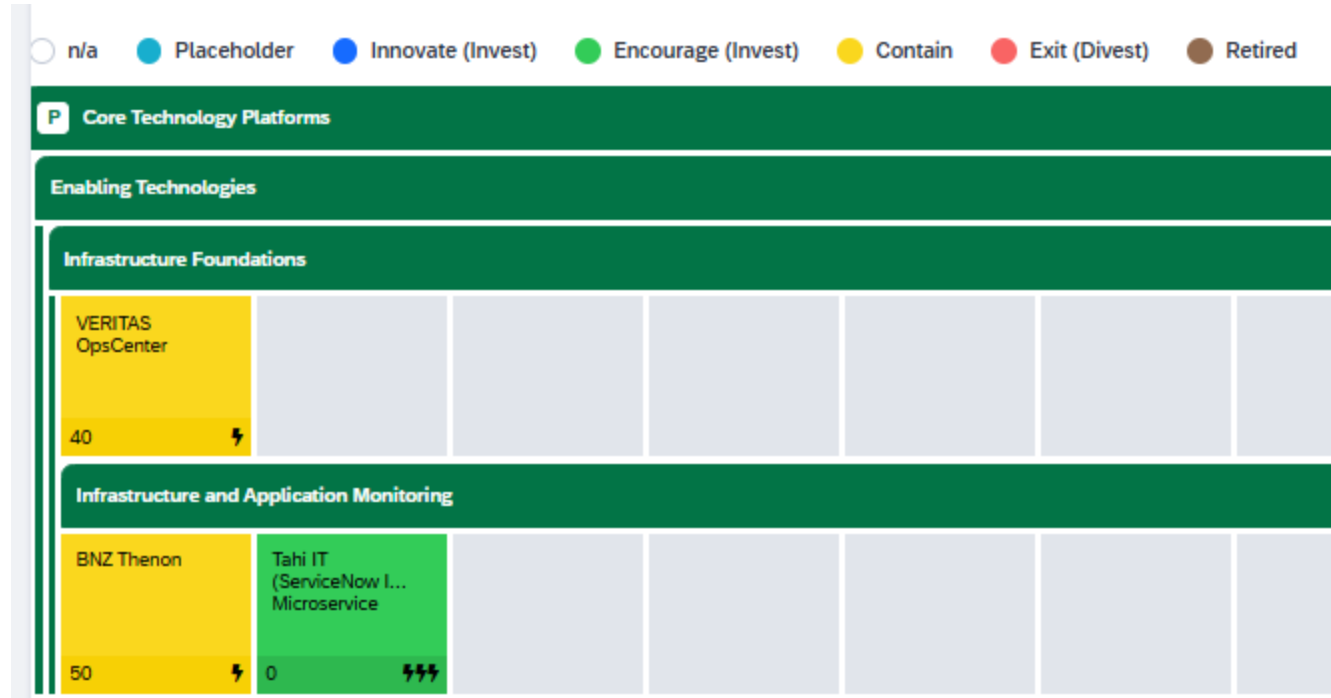 n/a Placeholder Innovate (Invest) Encourage (Invest) Contain Exit (Divest) Retired
P Core Technology Platforms
Enabling Technologies
Infrastructure Foundations
VERITAS
OpsCenter
40
Infrastructure and Application Monitoring
BNZ Thenon
50
Tahi IT
(ServiceNow I...
Microservice
0